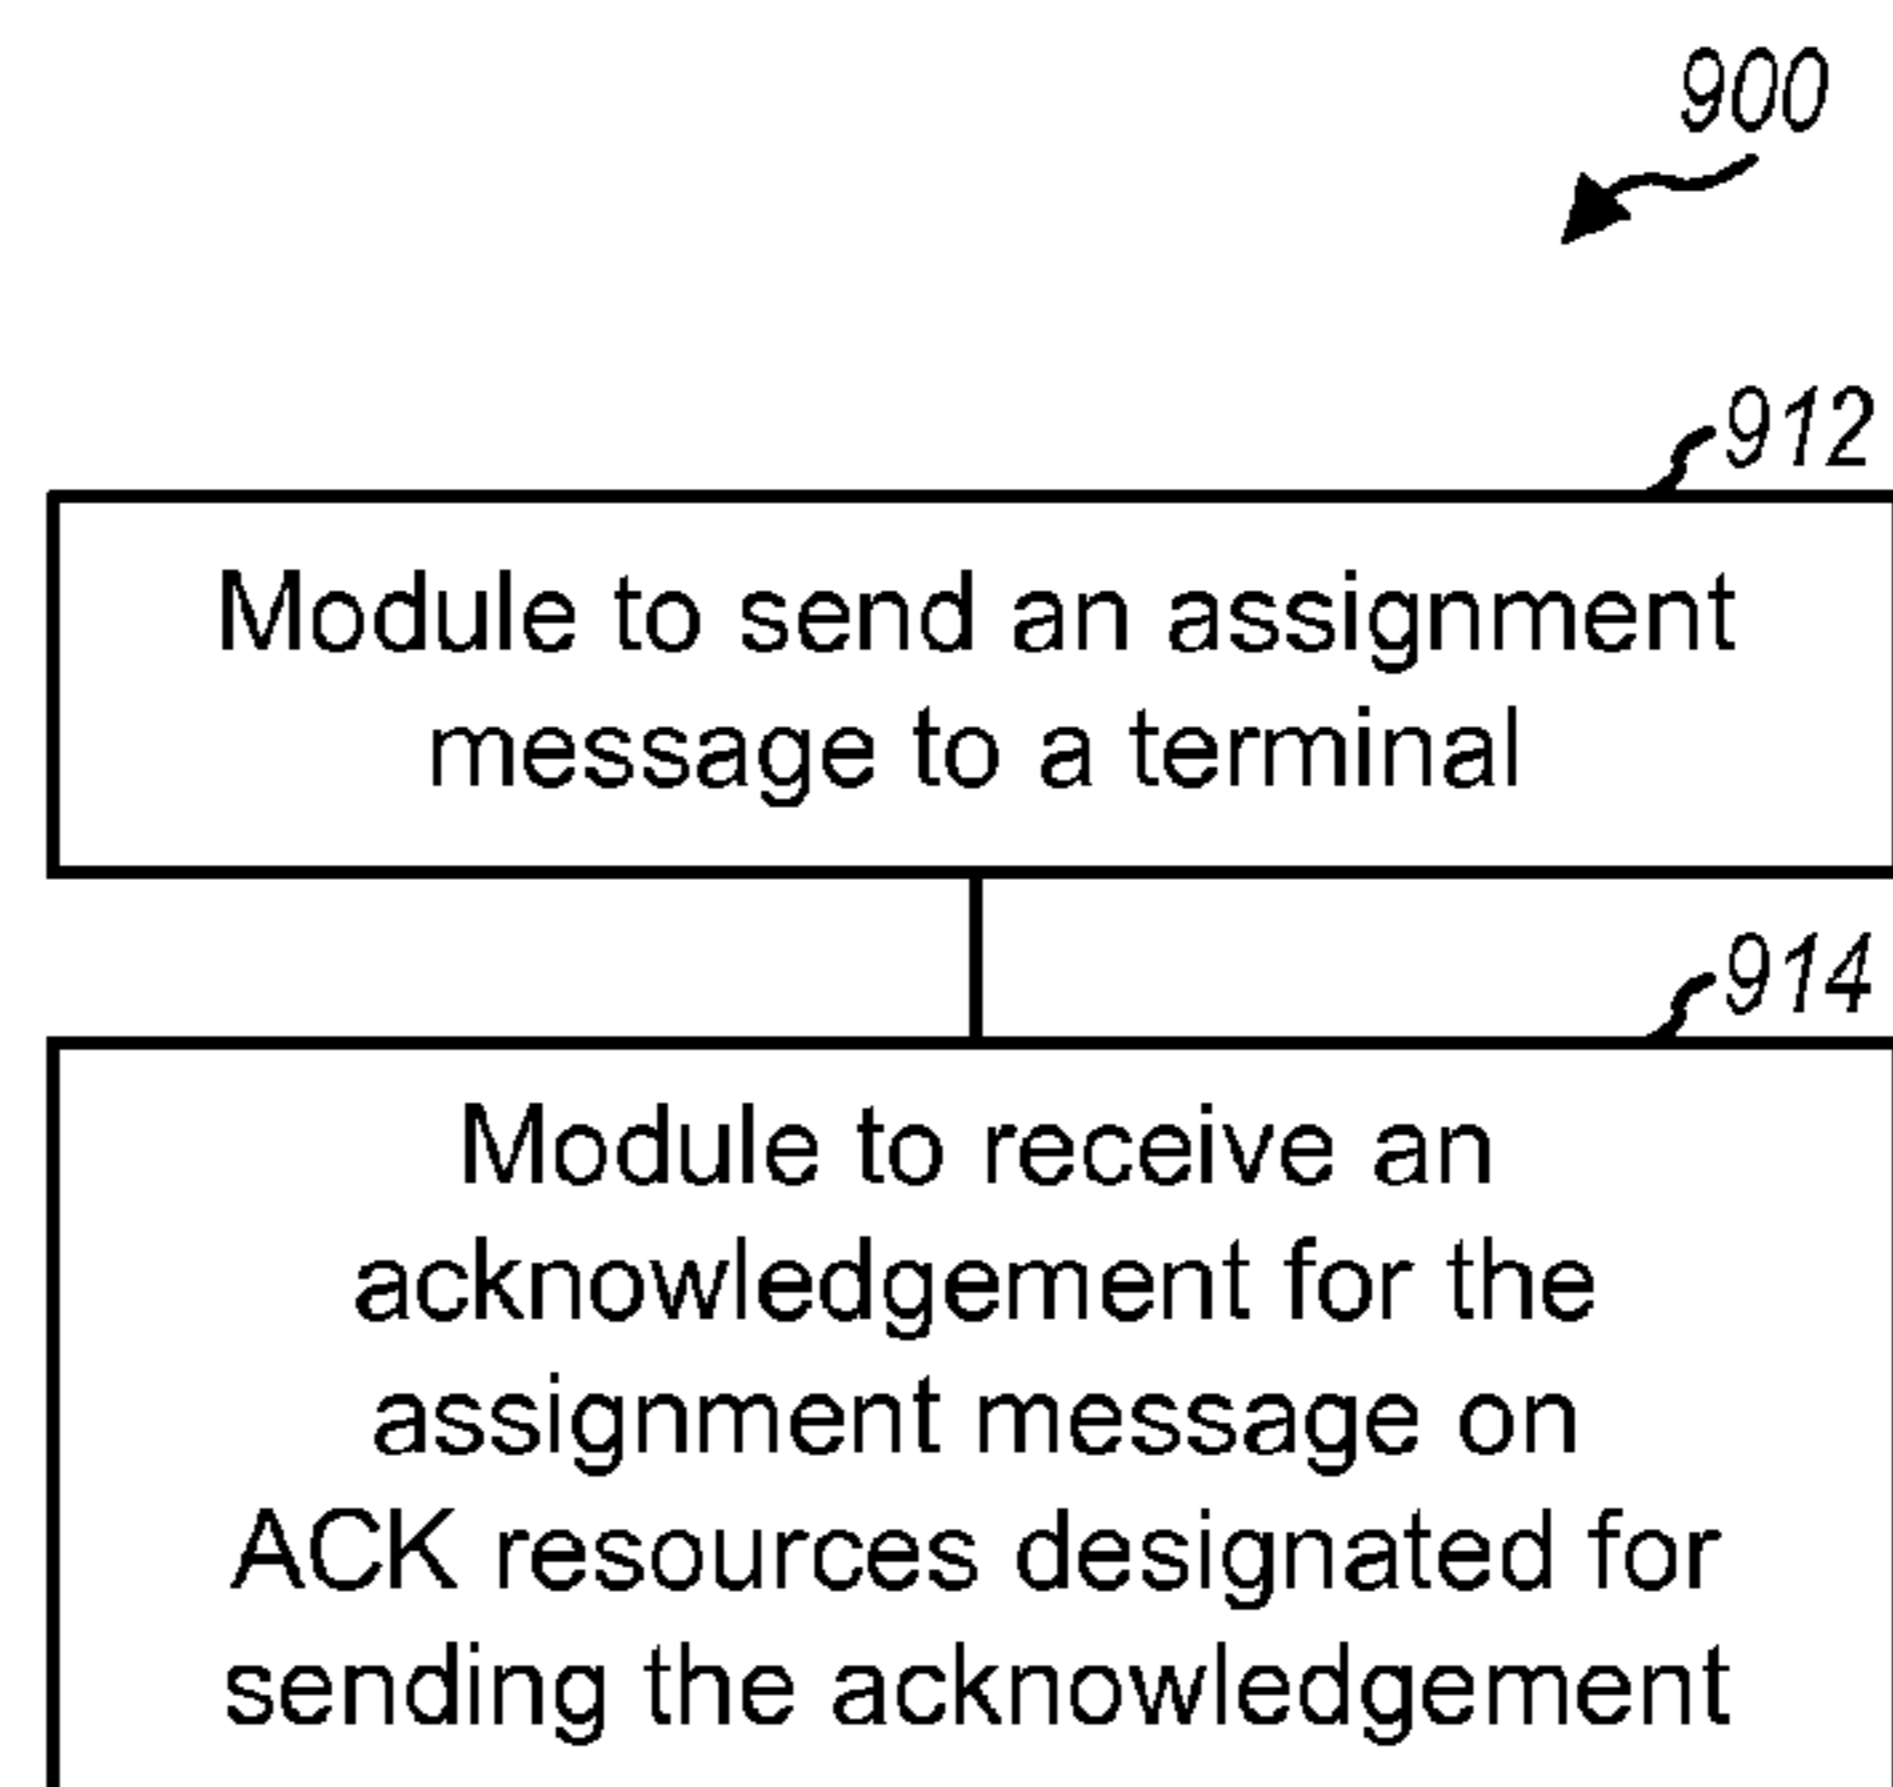 900
912
Module to send an assignment
message to a terminal
914
Module to receive an
acknowledgement for the
assignment message on
ACK resources designated for
sending the acknowledgement